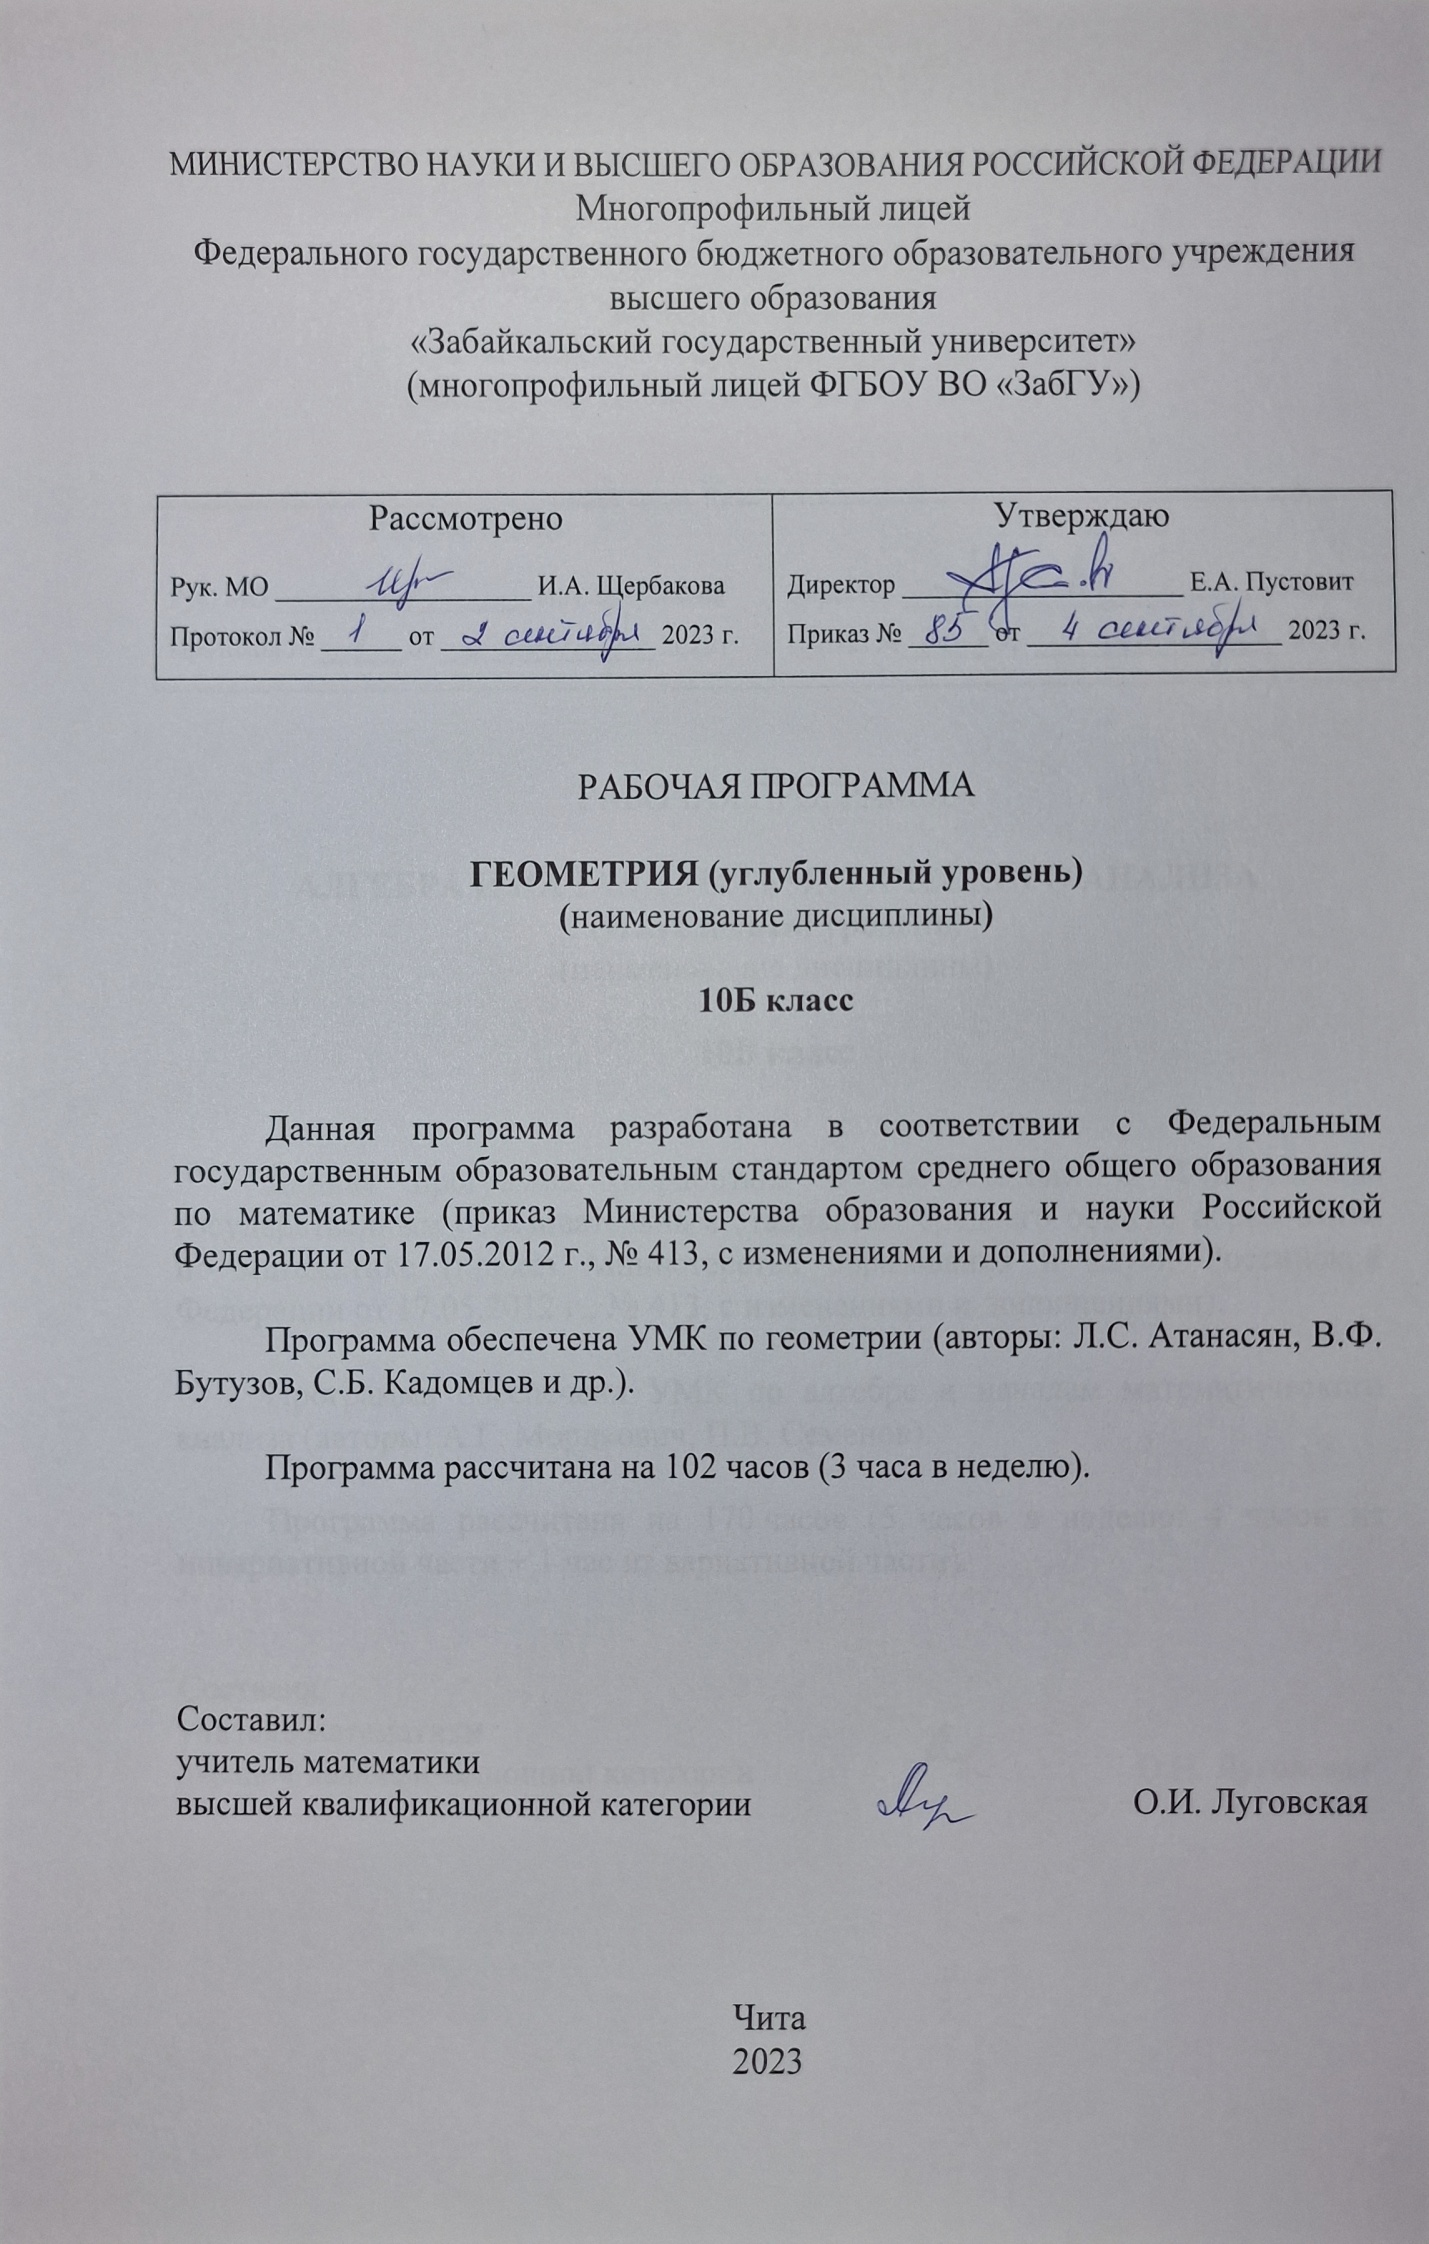 МИНИСТЕРСТВО НАУКИ И ВЫСШЕГО ОБРАЗОВАНИЯ РОССИЙСКОЙ ФЕДЕРАЦИИ
Многопрофильный лицей
Федерального государственного бюджетного образовательного учреждения
высшего образования
«Забайкальский государственный университет»
(многопрофильный лицей ФГБОУ ВО «ЗабГУ»)
Рассмотрено
Рук. МО И.А. Щербакова
Протокол № 1 от 2 сентября 2023 г.
Утверждаю
Директор Е.А. Пустовит
Приказ № 85 от 4 сентября 2023 г.
РАБОЧАЯ ПРОГРАММА
ГЕОМЕТРИЯ (углубленный уровень)
(наименование дисциплины)
10Б класс
Данная программа разработана в соответствии с Федеральным
государственным образовательным стандартом среднего общего образования
по математике (приказ Министерства образования и науки Российской
Федерации от 17.05.2012 г., № 413, с изменениями и дополнениями).
Программа обеспечена УМК по геометрии (авторы: Л.С. Атанасян, В.Ф.
Бутузов, С.Б. Кадомцев и др.).
Программа рассчитана на 102 часов (3 часа в неделю).
Составил:
учитель математики
высшей квалификационной категории О.И. Луговская
Чита
2023